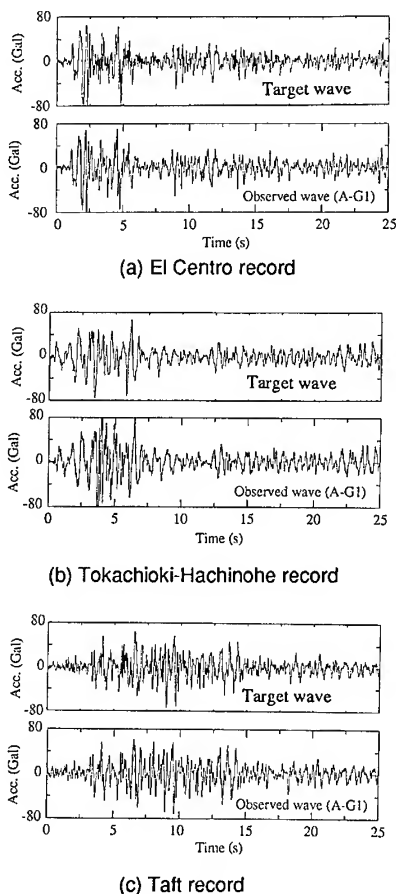 80
0
-80
Acc. (Gal)
Target wave
80
0
-80
Acc. (Gal)
Observed wave (A-G1)
0 5 10 15 20 25
Time (s)
(a) El Centro record
80
0
-80
Acc. (Gal)
Target wave
80
0
-80
Acc. (Gal)
Observed wave (A-G1)
0 5 10 15 20 25
Time (s)
(b) Tokachioki-Hachinohe record
80
0
-80
Acc. (Gal)
Target wave
80
0
-80
Acc. (Gal)
Observed wave (A-G1)
0 5 10 15 20 25
Time (s)
(c) Taft record